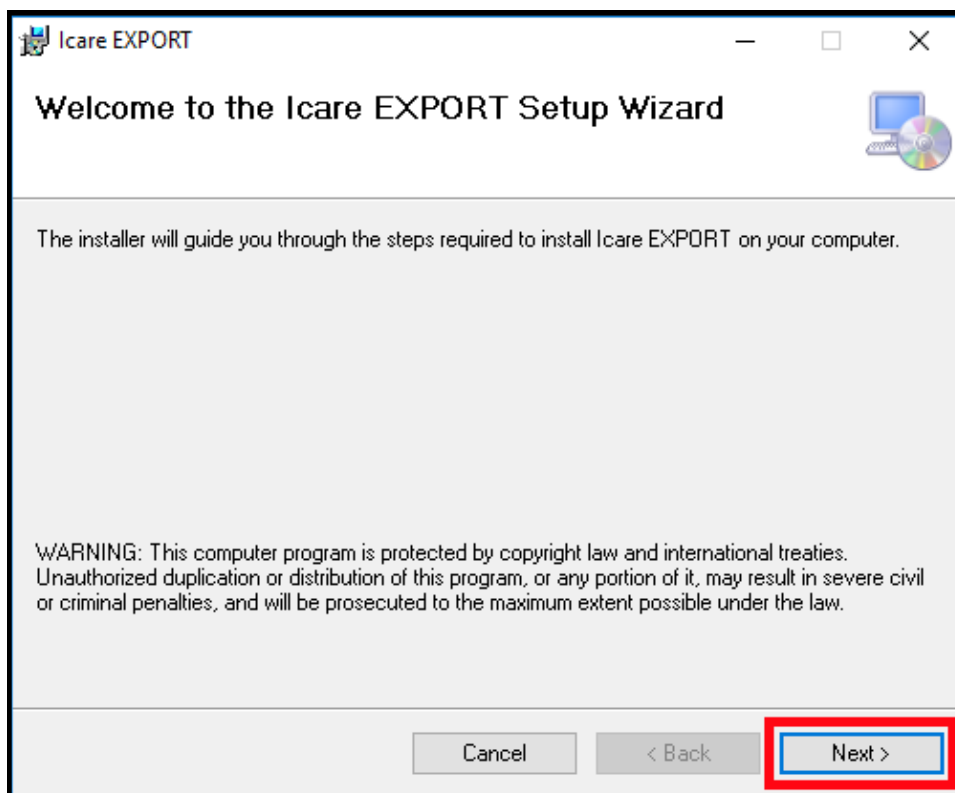 Icare EXPORT
Welcome to the Icare EXPORT Setup Wizard
The installer will guide you through the steps required to install Icare EXPORT on your computer.
WARNING: This computer program is protected by copyright law and international treaties.
Unauthorized duplication or distribution of this program, or any portion of it, may result in severe civil
or criminal penalties, and will be prosecuted to the maximum extent possible under the law.
Cancel < Back Next >